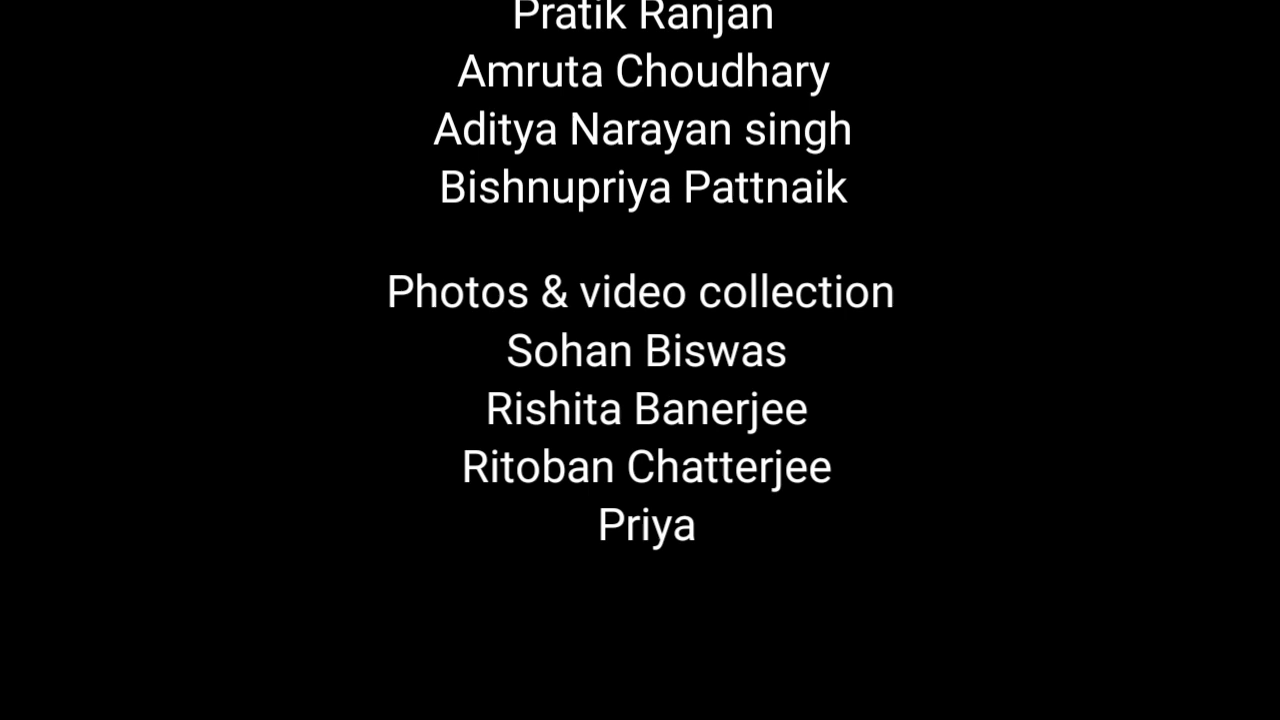 Pratik Ranjan
Amruta Choudhary
Aditya Narayan singh
Bishnupriya Pattnaik
Photos & video collection
Sohan Biswas
Rishita Banerjee
Ritoban Chatterjee
Priya